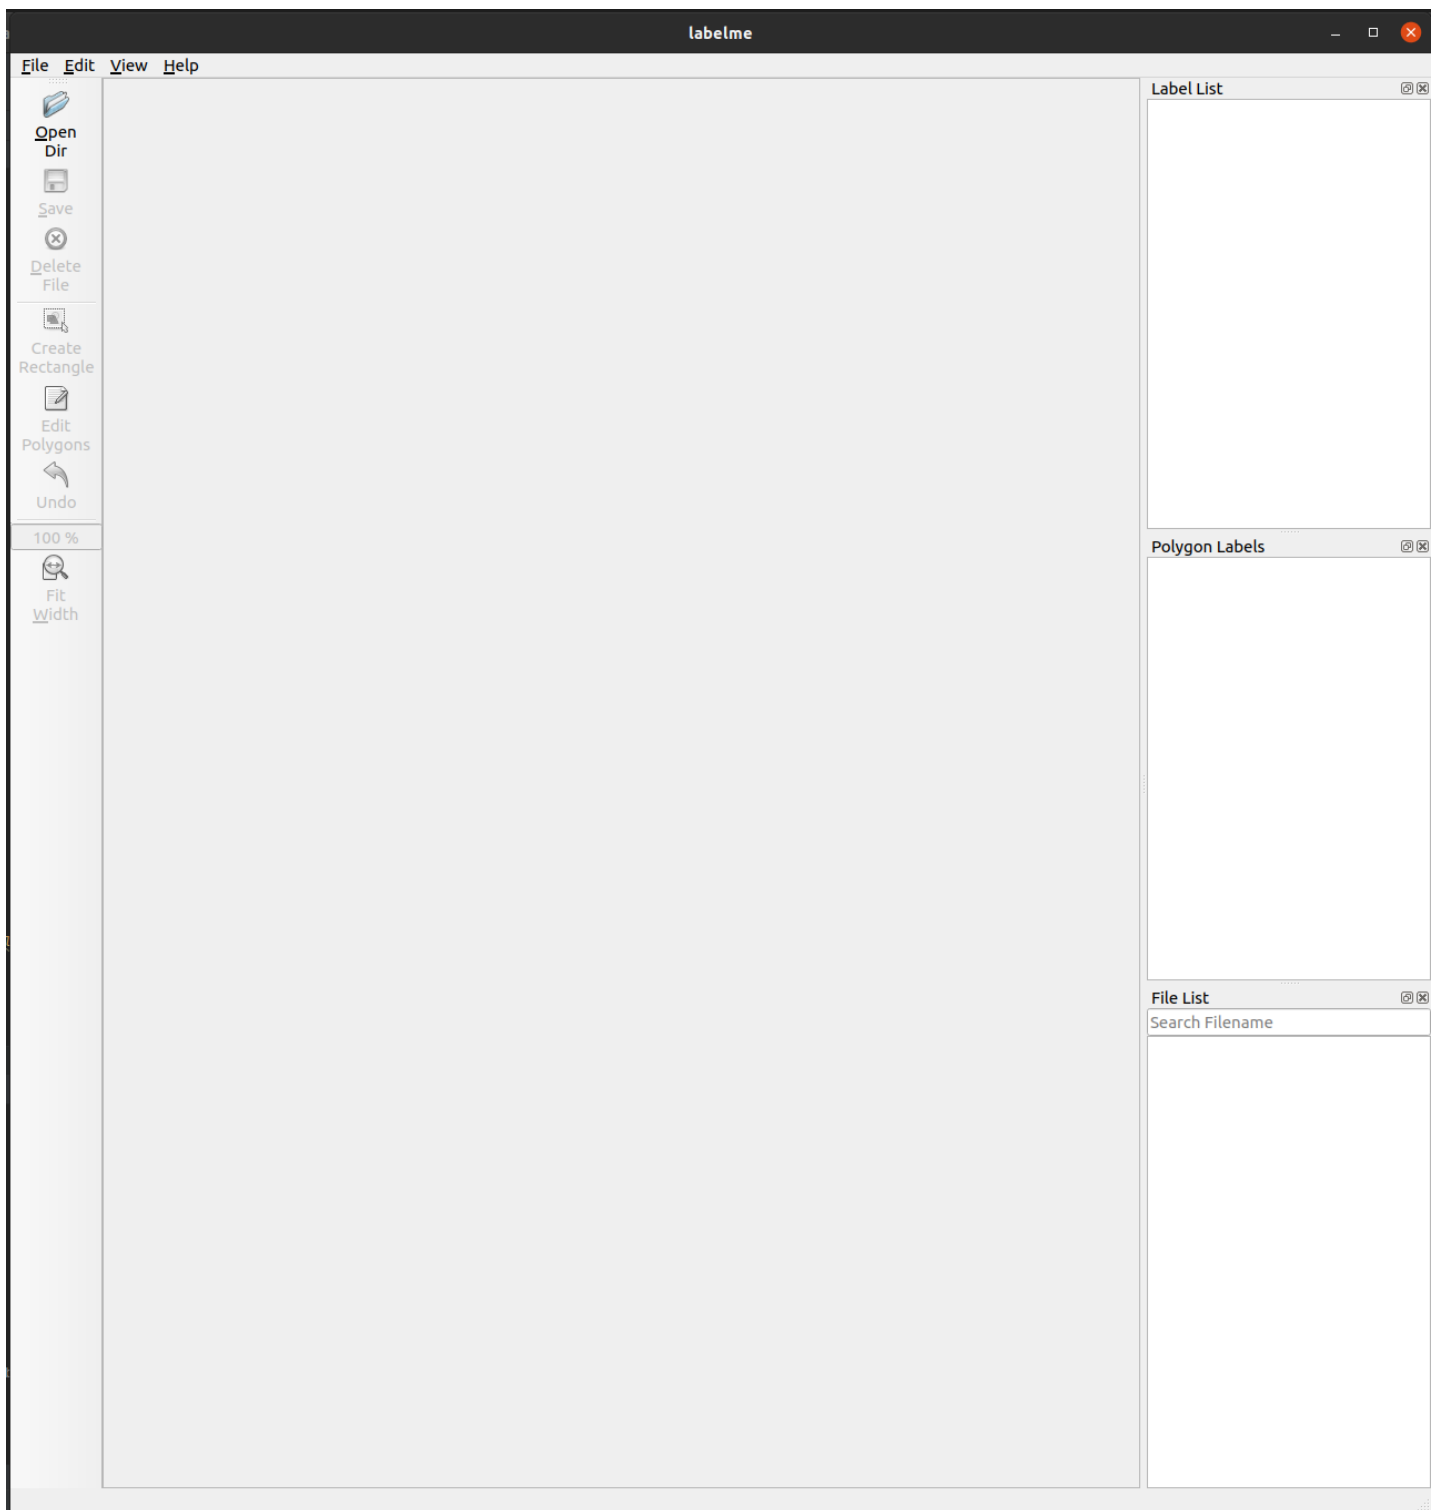 labelme
File Edit View Help
Open
Dir
Save
Delete
File
Create
Rectangle
Edit
Polygons
Undo
100 %
Fit
Width
Label List
Polygon Labels
File List
Search Filename